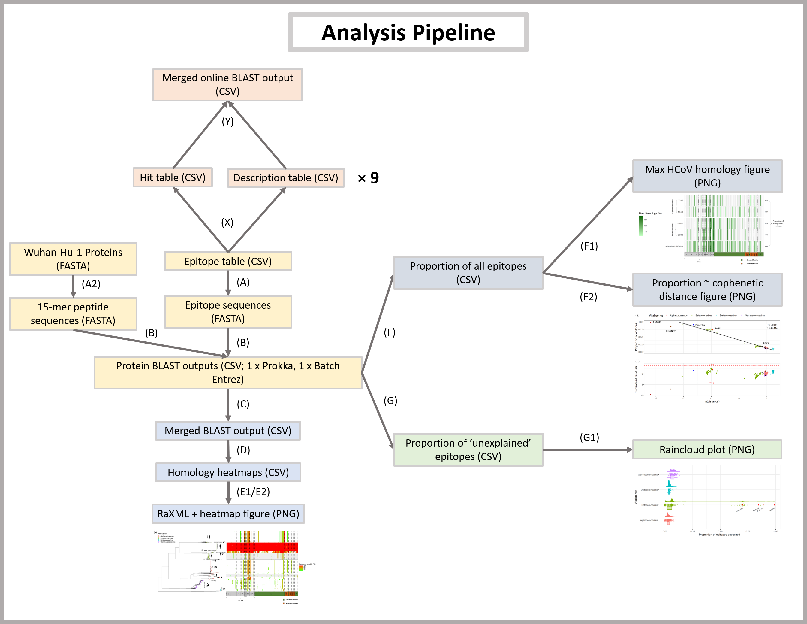 Analysis Pipeline
Merged online BLAST output
(CSV)
(Y)
Hit table (CSV)
Description table (CSV)
× 9
(X)
Wuhan Hu-1 Proteins
(FASTA)
(A2)
15-mer peptide
sequences (FASTA)
(B)
Epitope table (CSV)
(A)
Epitope sequences
(FASTA)
(B)
Protein BLAST outputs (CSV; 1 x Prokka, 1 x Batch
Entrez)
(C)
Merged BLAST output (CSV)
(D)
Homology heatmaps (CSV)
(E1/E2)
RaXML + heatmap figure (PNG)
Proportion of all epitopes
(CSV)
(G)
Proportion of ‘unexplained’
epitopes (CSV)
(F1)
Max HCoV homology figure
(PNG)
(F2)
Proportion ~ cophenetic
distance figure (PNG)
(G1)
Raincloud plot (PNG)